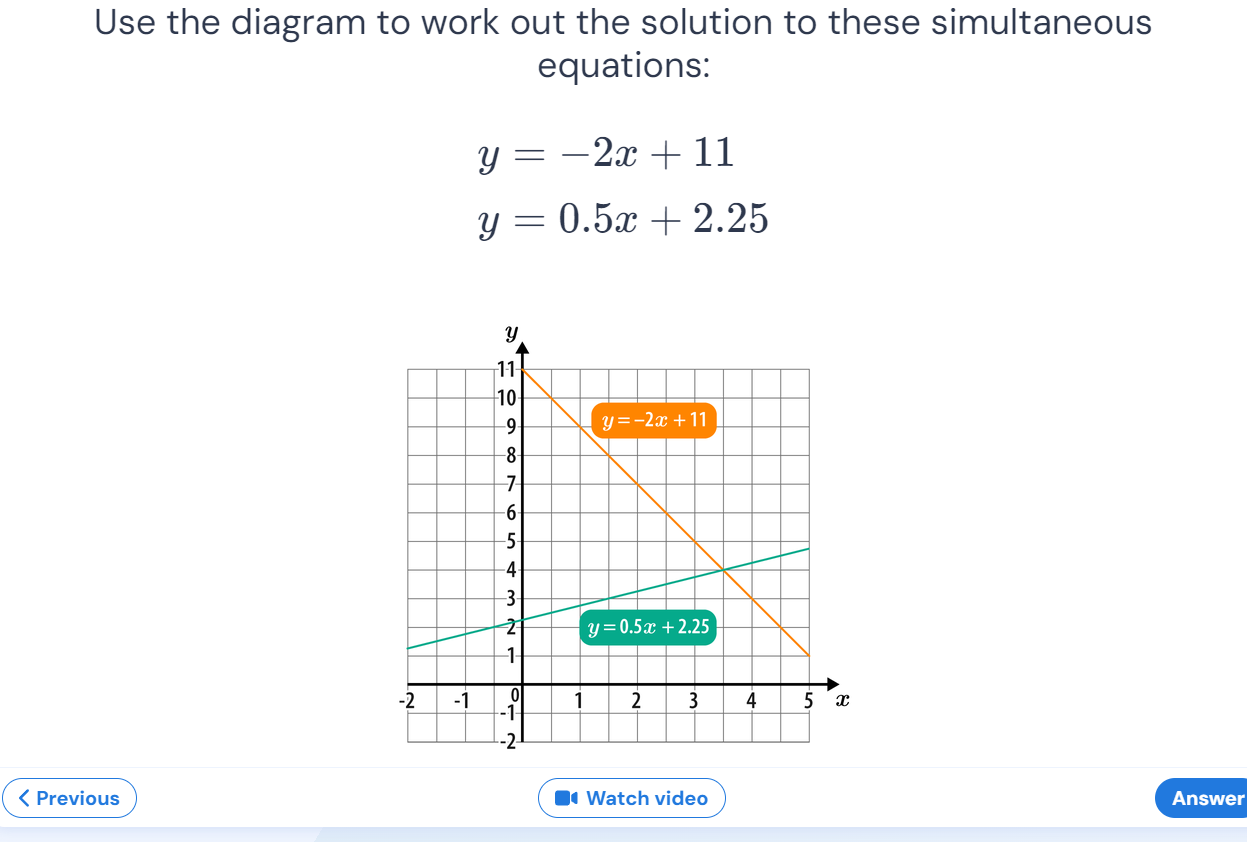 Use the diagram to work out the solution to these simultaneous
equations:
y = −2x + 11
y = 0.5x + 2.25
y
11
10
y = −2x + 11
9
8
7
6
5
4
3
y = 0.5x + 2.25
2
1
-2 -1 0 1 2 3 4 5 x
-1
-2
Previous Watch video Answer